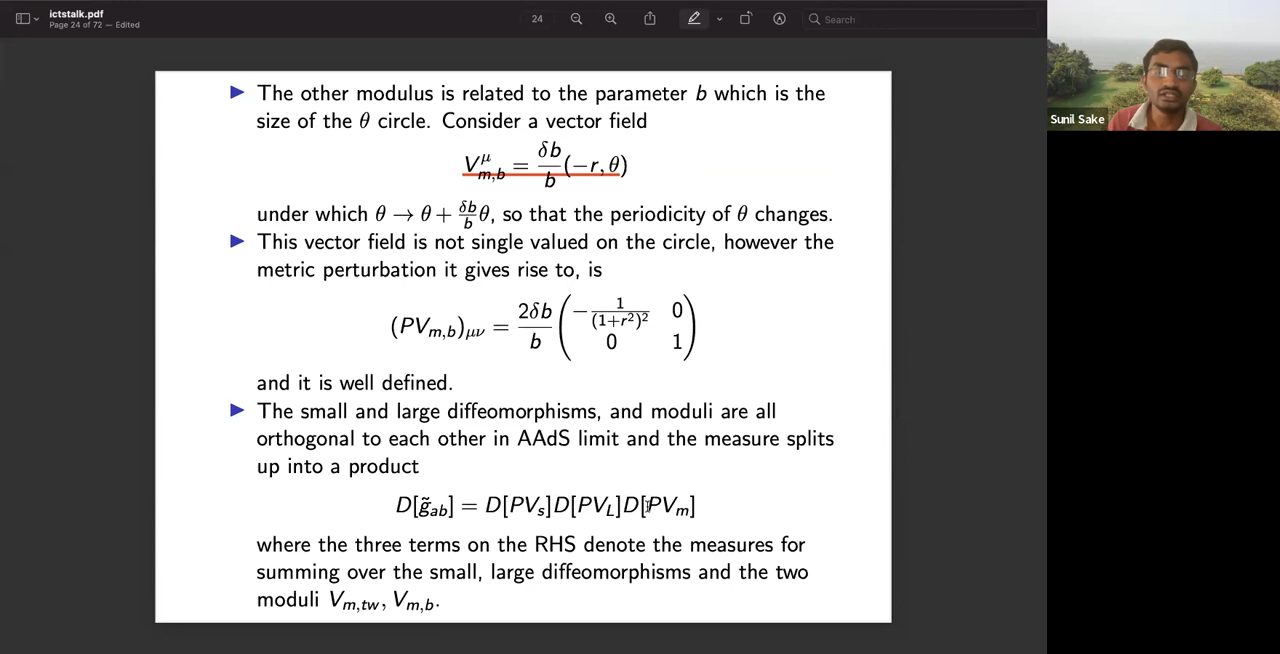 ictstalk.pdf
Page 24 of 72 — Edited
24
Search
Sunil Sake
▶ The other modulus is elated to the parameter b which is the
size of the θ circle. Consider a vector field
V^μ_{m,b} = δb/b (−r, θ)
under which θ → θ + δb/b θ, so that the periodicity of θ changes.
▶ This vector field is not single valued on the circle, however the
metric perturbation it gives rise to, is
(PV_{m,b})_{μν} = 2δb/b ( −1/(1+r²)² 0
0 1 )
and it is well defined.
▶ The small and large diffeomorphisms, and moduli are all
orthogonal to each other in AAdS limit and the measure splits
up into a product
D[g̃_{ab}] = D[PV_s]D[PV_L]D[PV_m]
where the three terms on the RHS denote the measures for
summing over the small, large diffeomorphisms and the two
moduli V_{m,tw}, V_{m,b}.